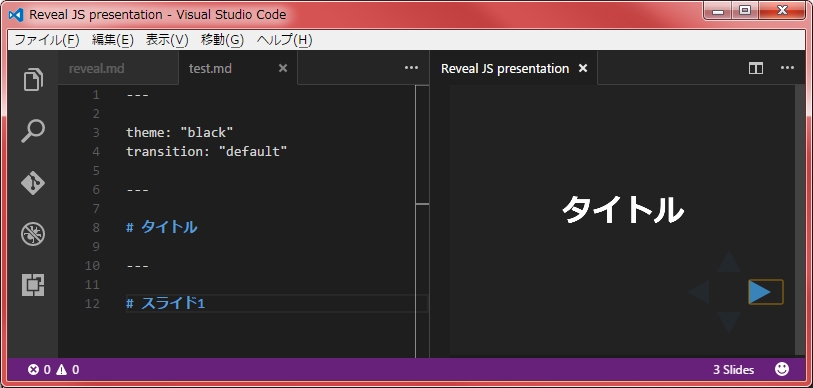 Reveal JS presentation - Visual Studio Code
ファイル(F) 編集(E) 表示(V) 移動(G) ヘルプ(H)
reveal.md test.md
1 ---
2
3 theme: "black"
4 transition: "default"
5
6 ---
7
8 # タイトル
9
10 ---
11
12 # スライド1
Reveal JS presentation
タイトル
0 0
3 Slides